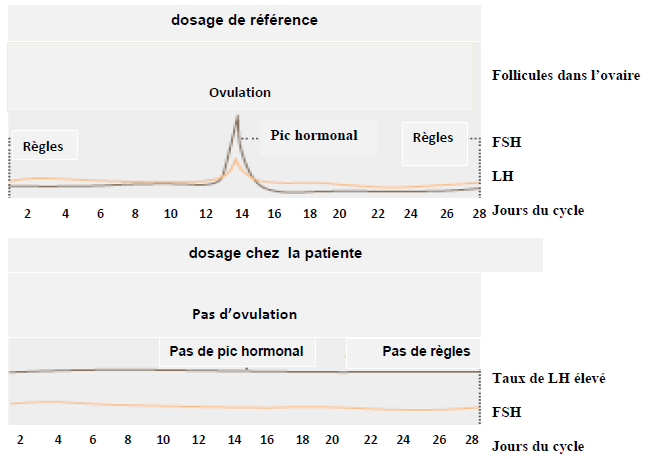 dosage de référence
Follicules dans l’ovaire
Ovulation
Pic hormonal
Règles
Règles
FSH
LH
2 4 6 8 10 12 14 16 18 20 22 24 26 28
Jours du cycle
dosage chez la patiente
Pas d’ovulation
Pas de pic hormonal
Pas de règles
Taux de LH élevé
FSH
2 4 6 8 10 12 14 16 18 20 22 24 26 28
Jours du cycle